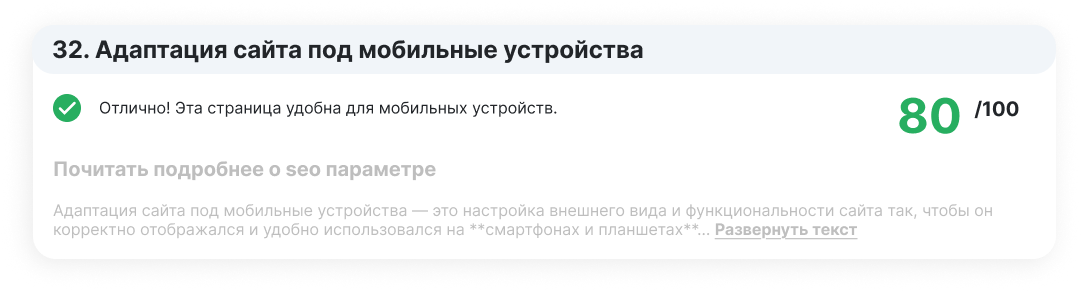 32. Адаптация сайта под мобильные устройства
Отлично! Эта страница удобна для мобильных устройств.
80 /100
Почитать подробнее о seo параметре
Адаптация сайта под мобильные устройства — это настройка внешнего вида и функциональности сайта так, чтобы он
корректно отображался и удобно использовался на **смартфонах и планшетах**... Развернуть текст